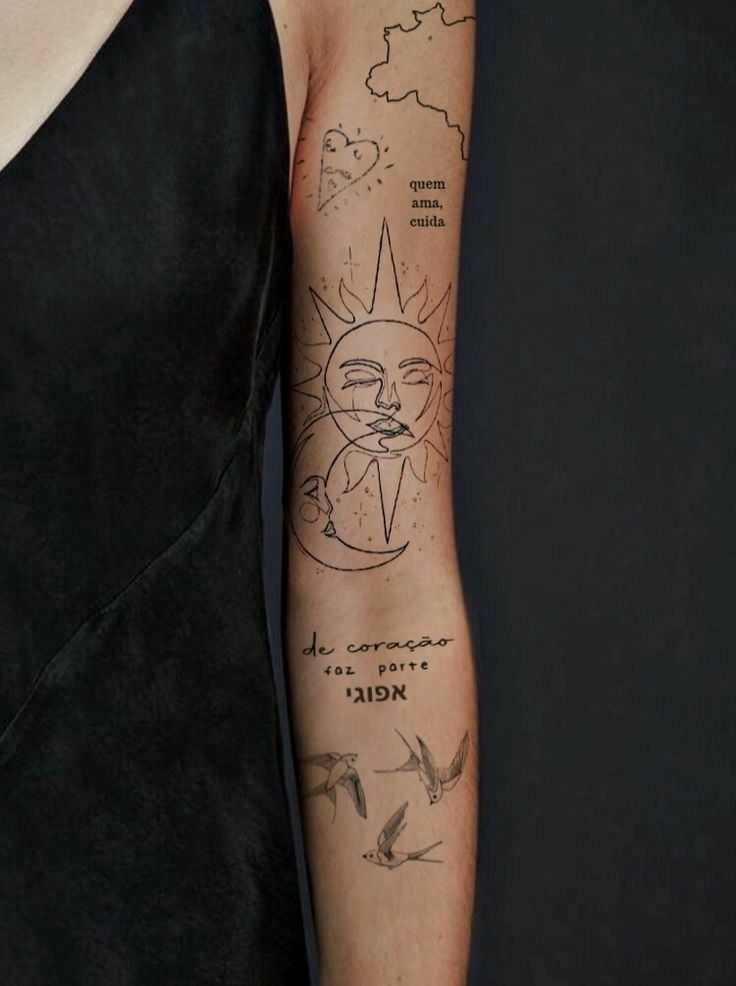 quem
ama,
cuida
de coração
faz parte
אפוגי